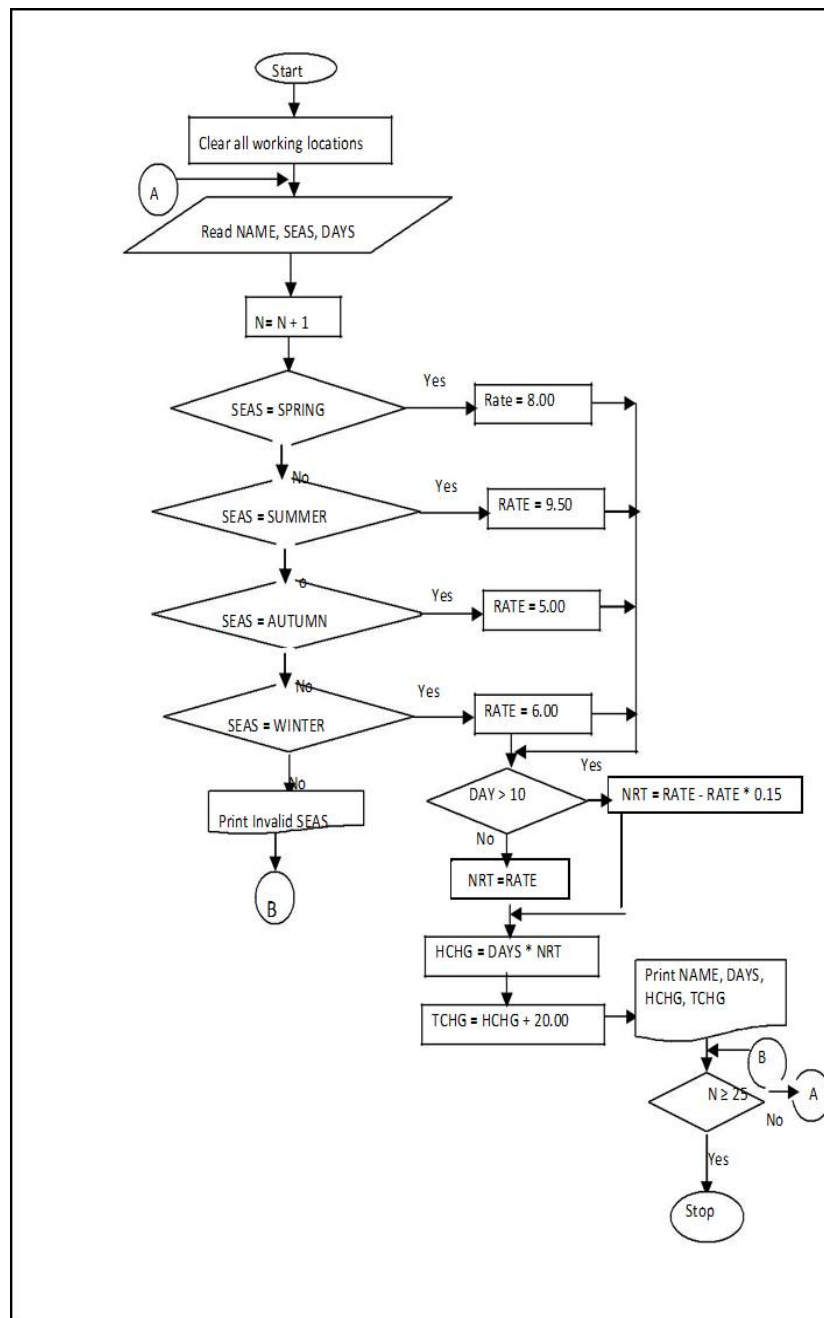 Start
Clear all working locations
A
Read NAME, SEAS, DAYS
N= N + 1
SEAS = SPRING
Yes
Rate = 8.00
No
SEAS = SUMMER
Yes
RATE = 9.50
o
SEAS = AUTUMN
Yes
RATE = 5.00
No
SEAS = WINTER
Yes
RATE = 6.00
No
Print Invalid SEAS
B
DAY > 10
Yes
NRT = RATE - RATE * 0.15
No
NRT = RATE
HCHG = DAYS * NRT
TCHG = HCHG + 20.00
Print NAME, DAYS,
HCHG, TCHG
B
N ≥ 25
No
A
Yes
Stop